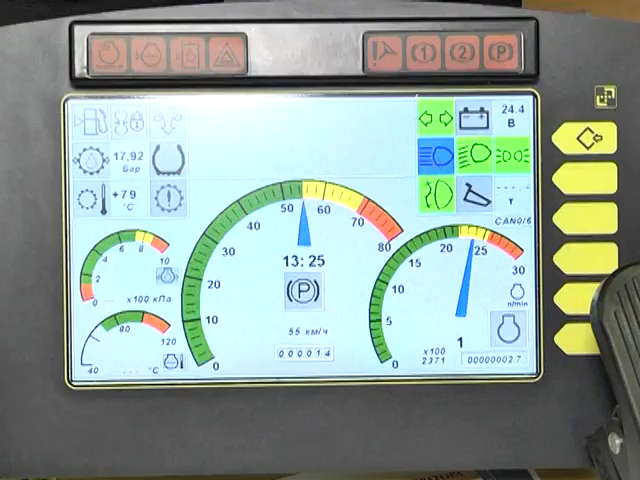 1
2
P
24.4
В
17,92
Бар
+79
°C
T
CAN0/6
50
60
40
70
30
80
20
10
0
13:25
P
55 км/ч
000014
6
8
4
10
2
0
x100 кПа
80
120
40
°C
20
25
15
30
10
5
0
n/min
1
x100
2371
00000002.7